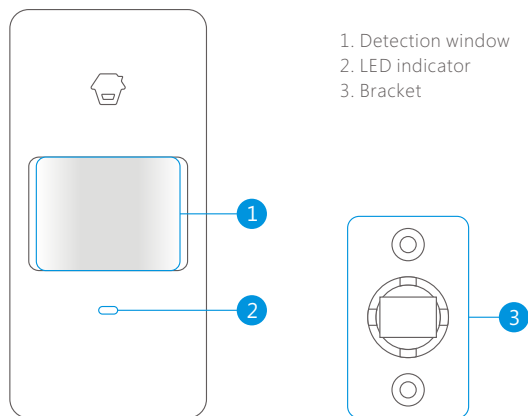 1. Detection window
2. LED indicator
3. Bracket
1
2
3